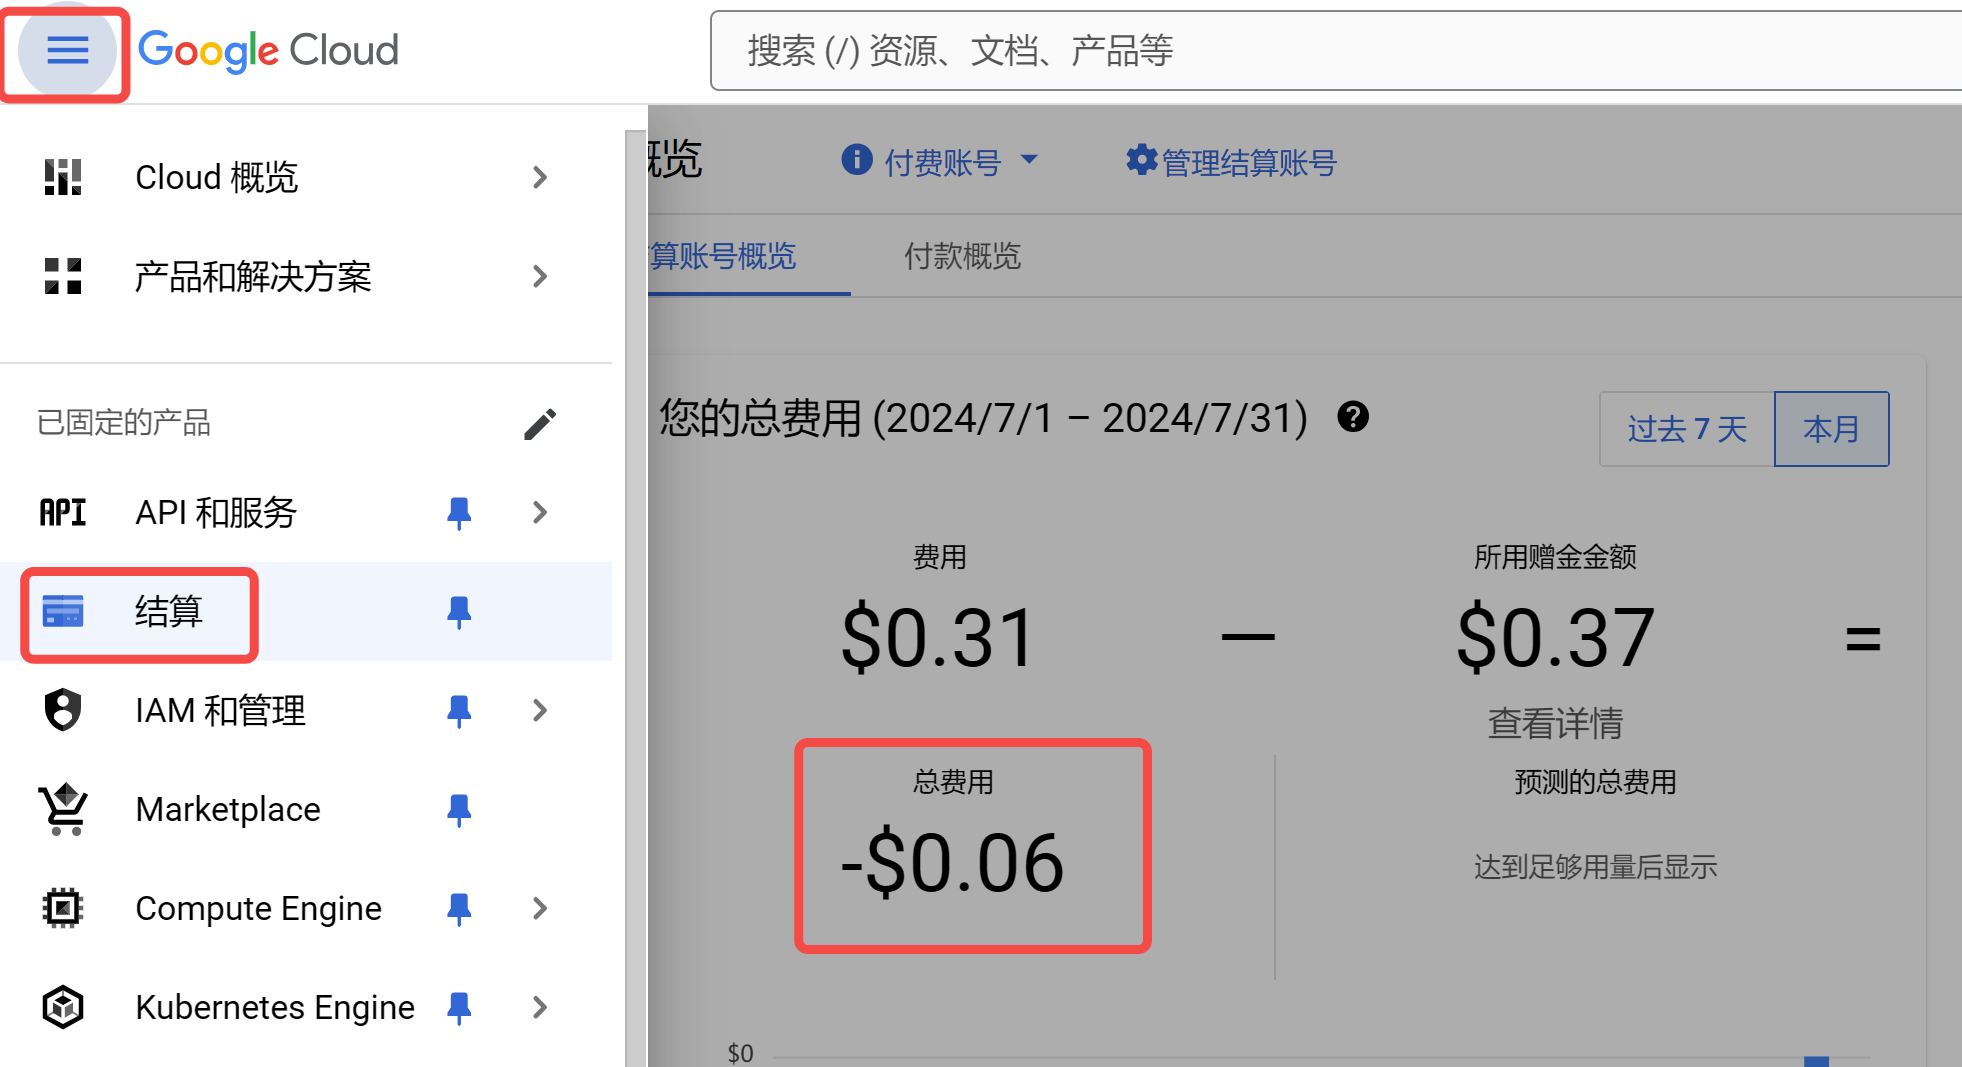 Google Cloud
搜索 (/) 资源、文档、产品等
Cloud 概览
产品和解决方案
已固定的产品
API 和服务
结算
IAM 和管理
Marketplace
Compute Engine
Kubernetes Engine
概览
付费账号
管理结算账号
算账号概览
付款概览
您的总费用 (2024/7/1 – 2024/7/31)
过去 7 天
本月
费用
$0.31
—
所用赠金金额
$0.37
=
查看详情
总费用
-$0.06
预测的总费用
达到足够用量后显示
$0